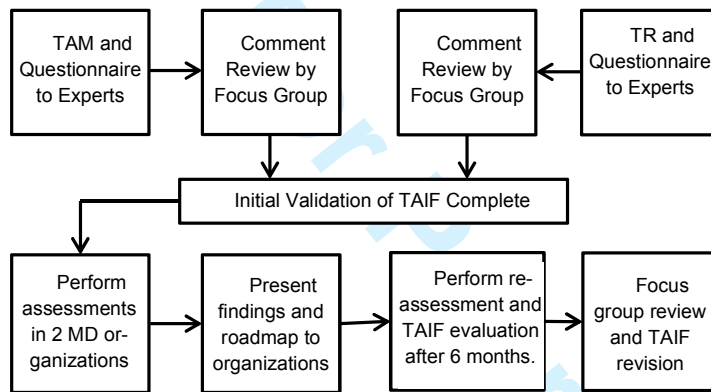 TAM and
Questionnaire
to Experts
Comment
Review by
Focus Group
Comment
Review by
Focus Group
TR and
Questionnaire
to Experts
Initial Validation of TAIF Complete
Perform
assessments
in 2 MD or-
ganizations
Present
findings and
roadmap to
organizations
Perform re-
assessment and
TAIF evaluation
after 6 months.
Focus
group review
and TAIF
revision